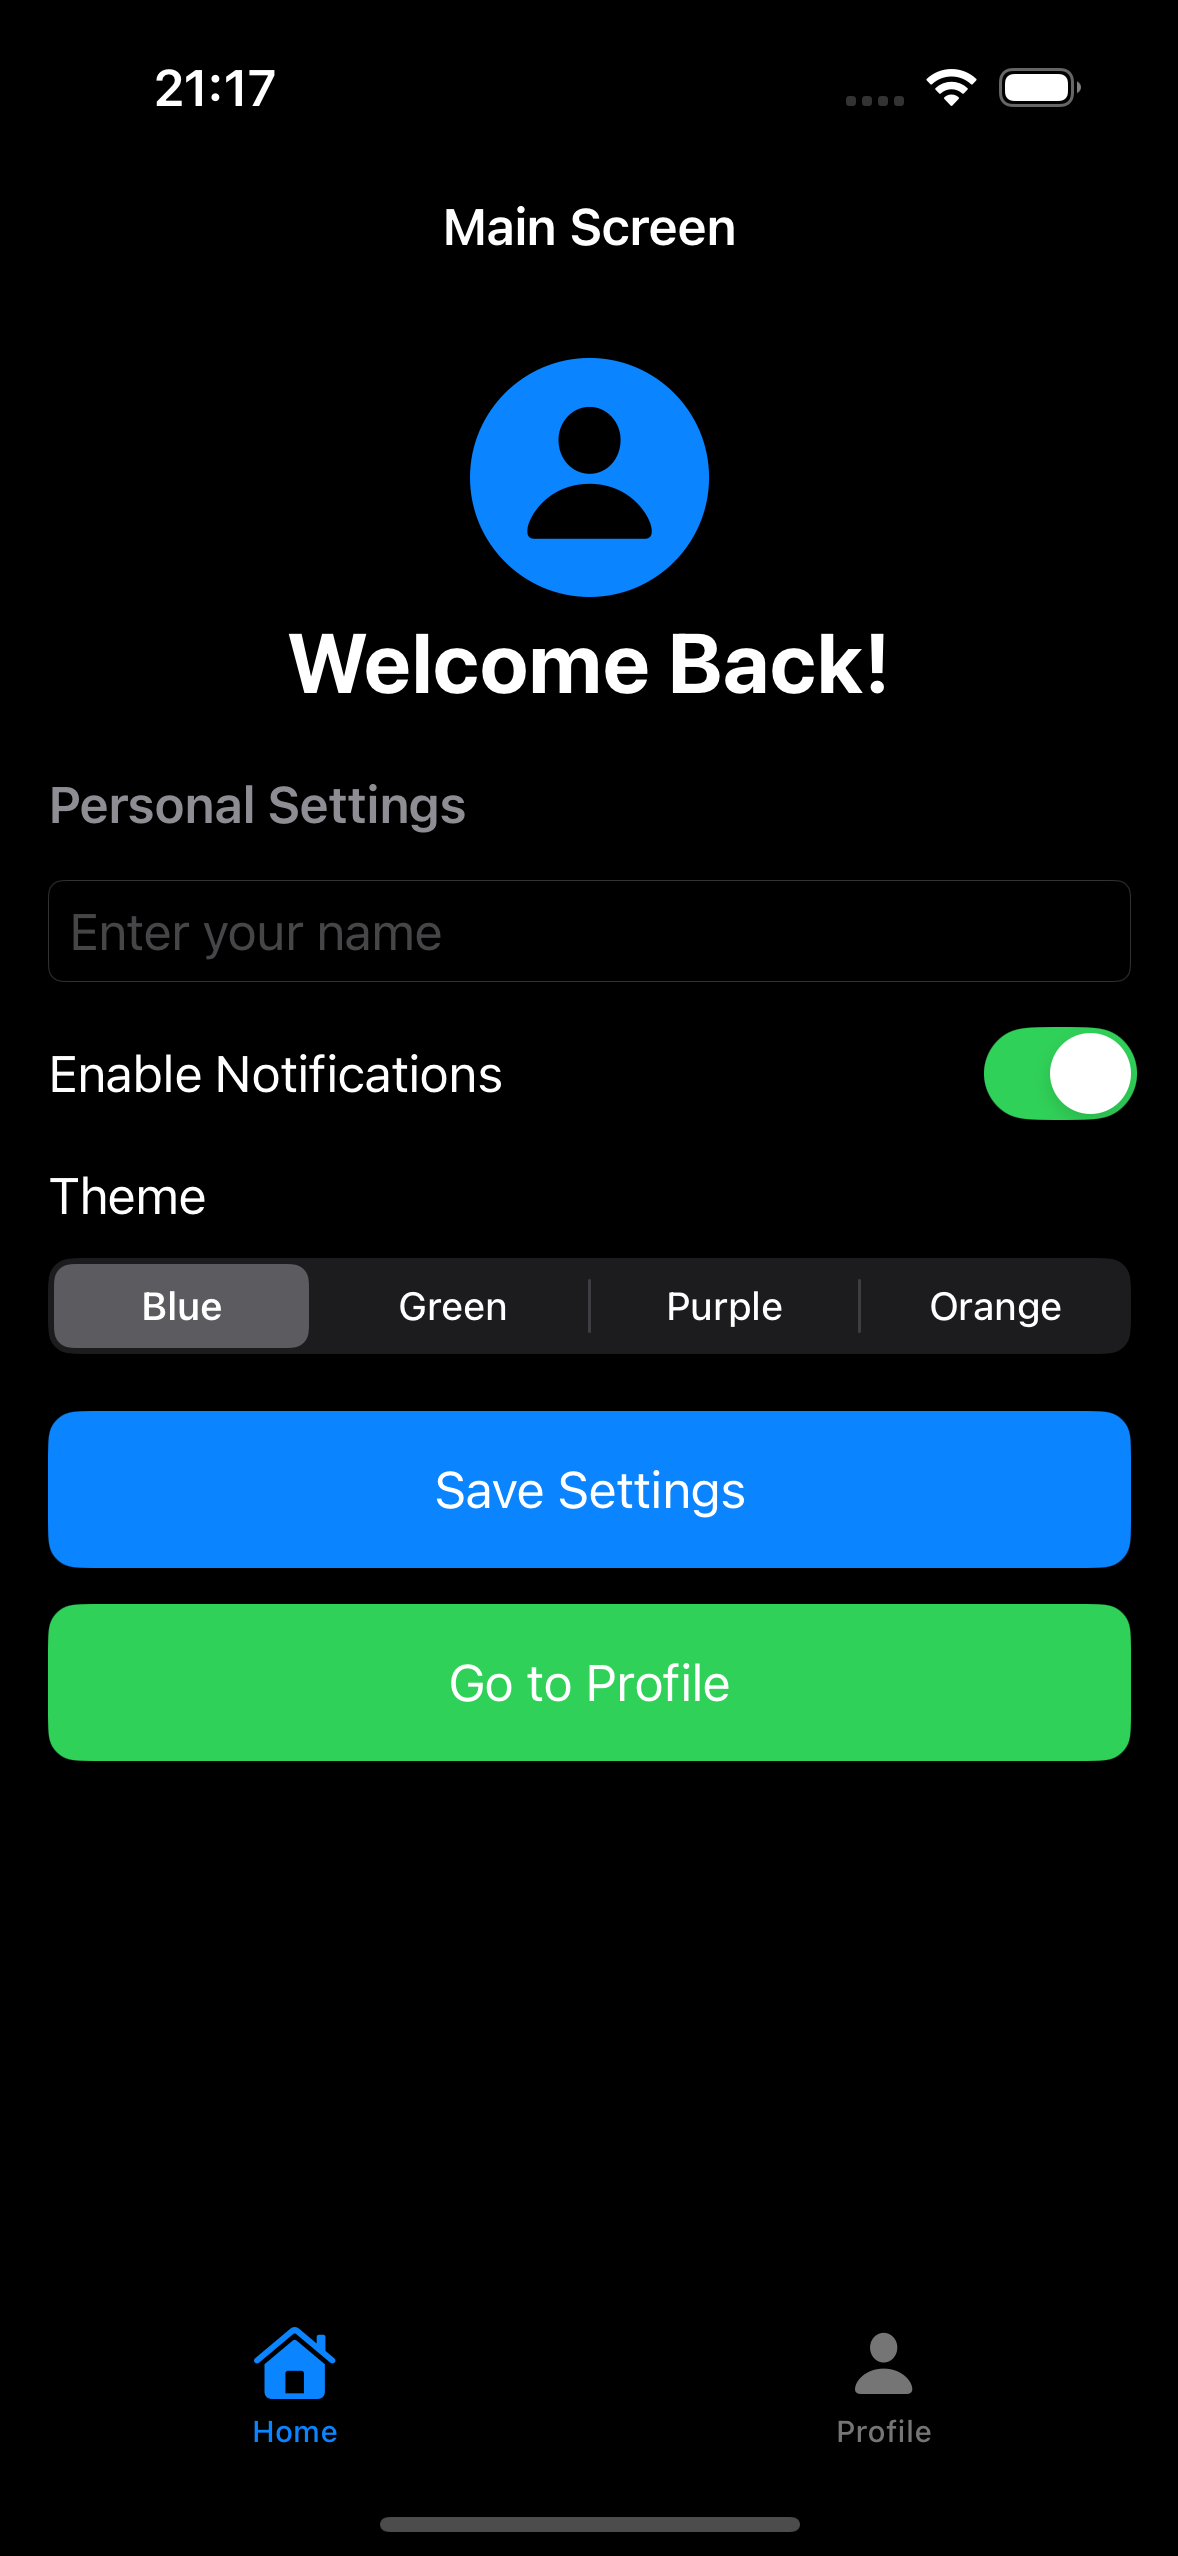 21:17
Main Screen
Welcome Back!
Personal Settings
Enter your name
Enable Notifications
Theme
Blue Green Purple Orange
Save Settings
Go to Profile
Home Profile